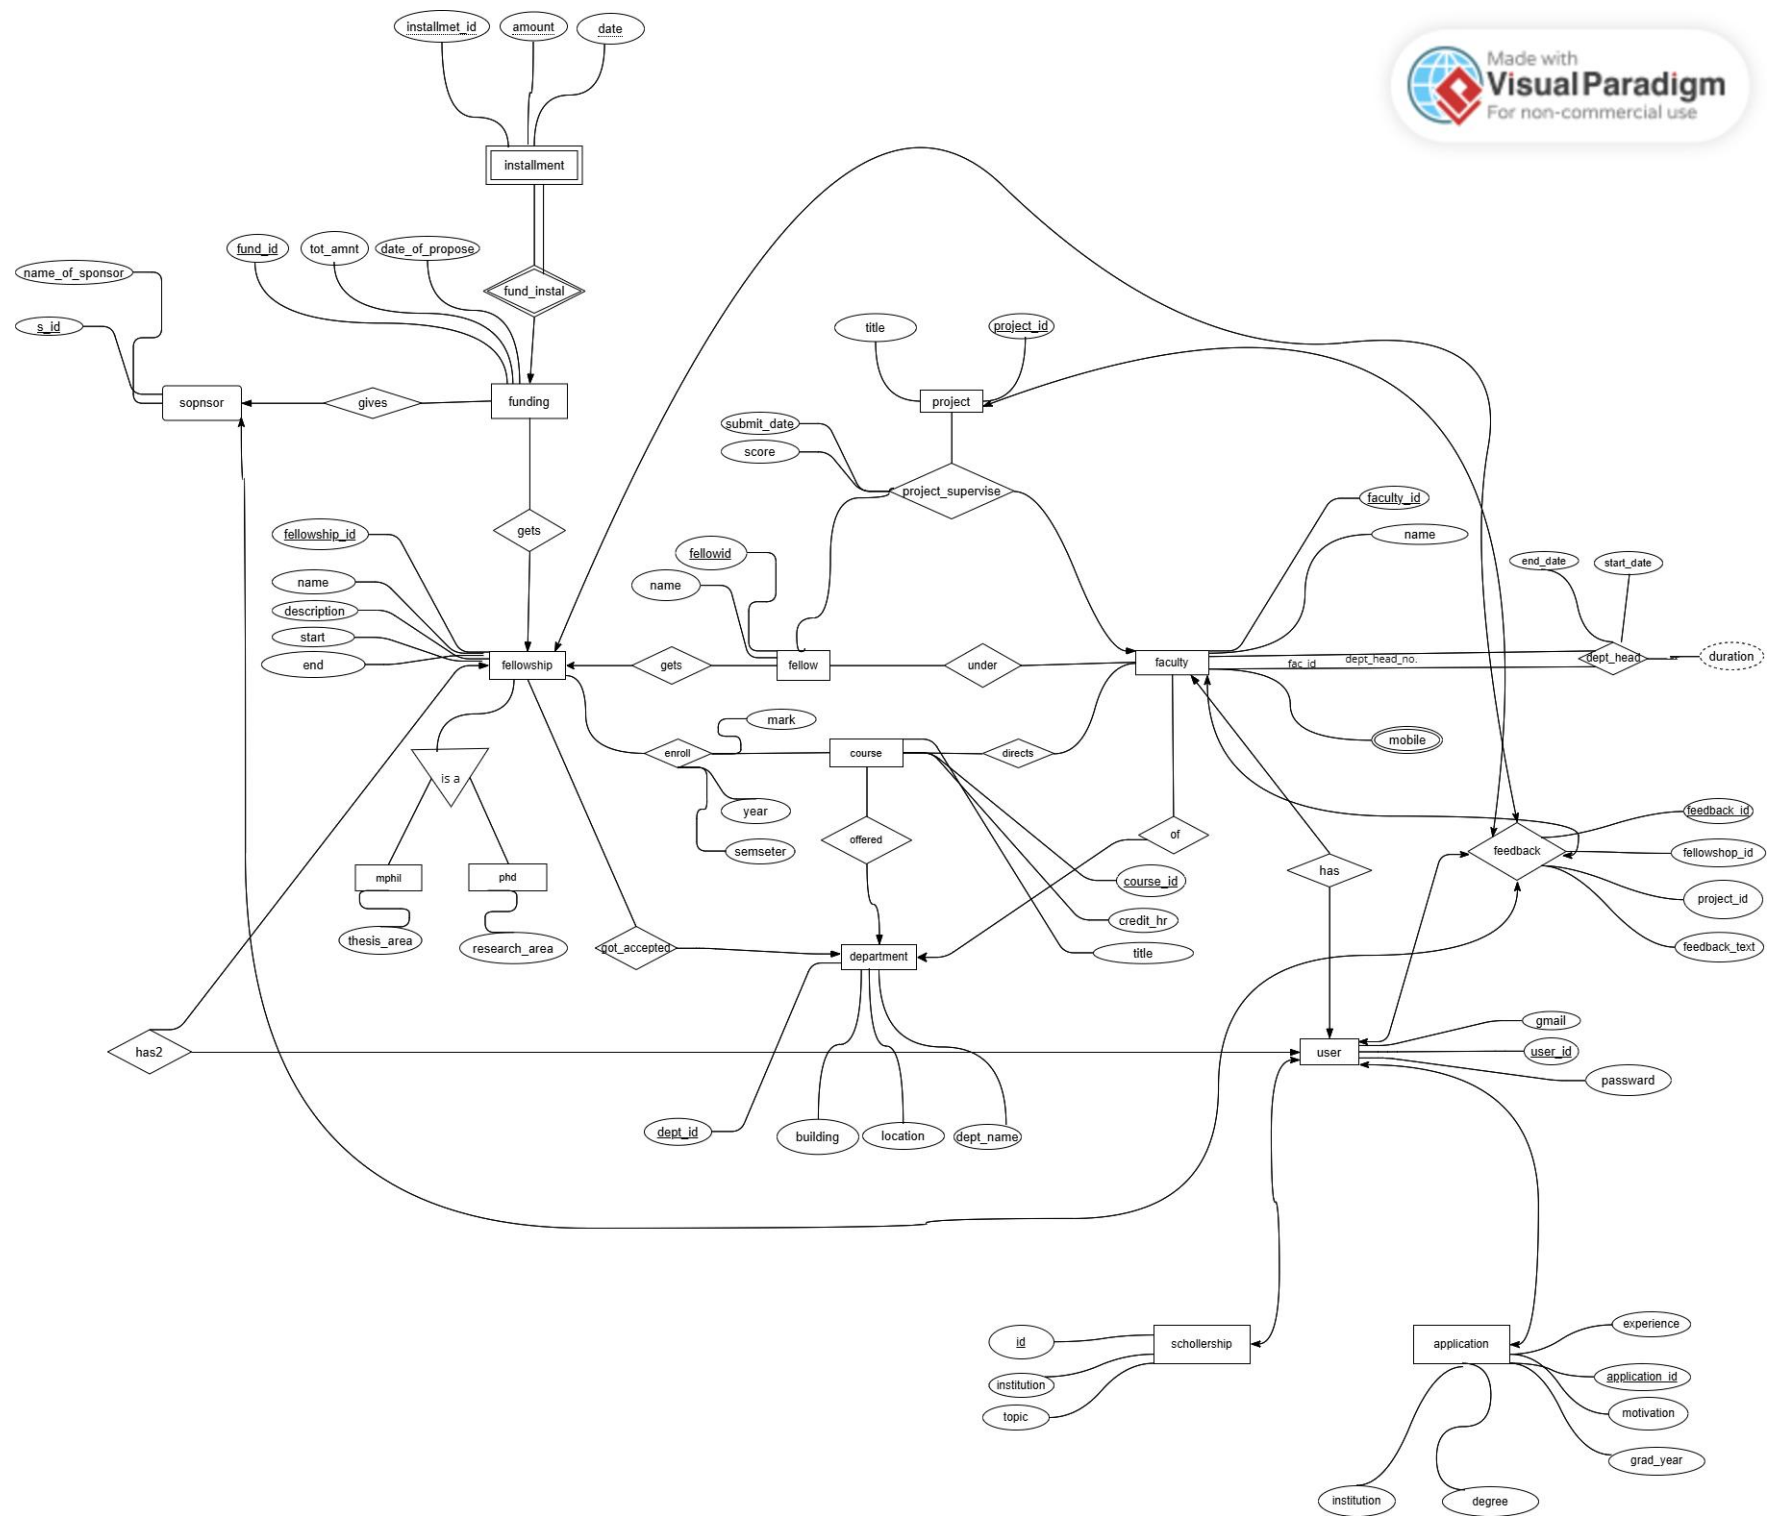 installmet_id
amount
date
Made with
Visual Paradigm
For non-commercial use
installment
fund_id
tot_amnt
date_of_propose
name_of_sponsor
fund_instal
s_id
title
project_id
sopnsor
gives
funding
project
submit_date
score
project_supervise
faculty_id
fellowship_id
gets
name
fellowid
end_date
start_date
name
name
description
start
end
fellowship
gets
fellow
under
faculty
fac_id
dept_head_no.
dept_head
duration
mark
enroll
course
directs
mobile
is a
year
offered
of
feedback_id
semseter
feedback
fellowshop_id
mphil
phd
has
course_id
project_id
credit_hr
thesis_area
research_area
got_accepted
department
title
feedback_text
gmail
has2
user
user_id
passward
dept_id
building
location
dept_name
experience
id
schollership
application
application_id
institution
motivation
topic
grad_year
institution
degree